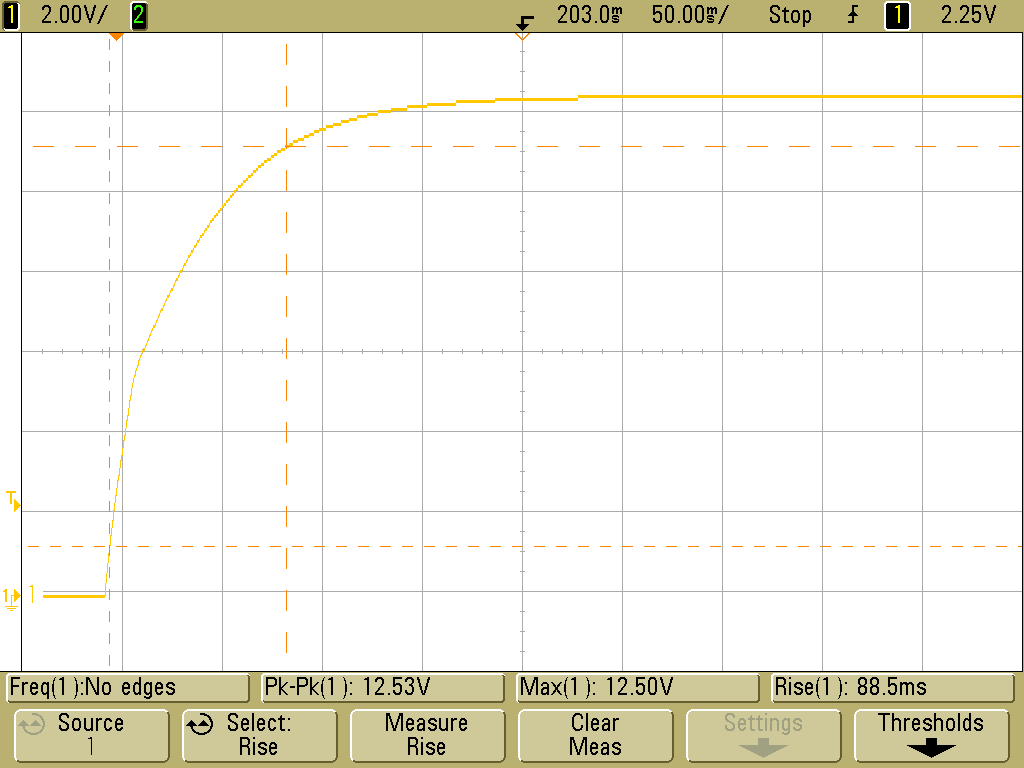 1 2.00V/ 2 203.0ms 50.00ms/ Stop 1 2.25V
T
1 1
Freq(1):No edges Pk-Pk(1): 12.53V Max(1): 12.50V Rise(1): 88.5ms
Source Select: Measure Clear Settings Thresholds
1 Rise Rise Meas